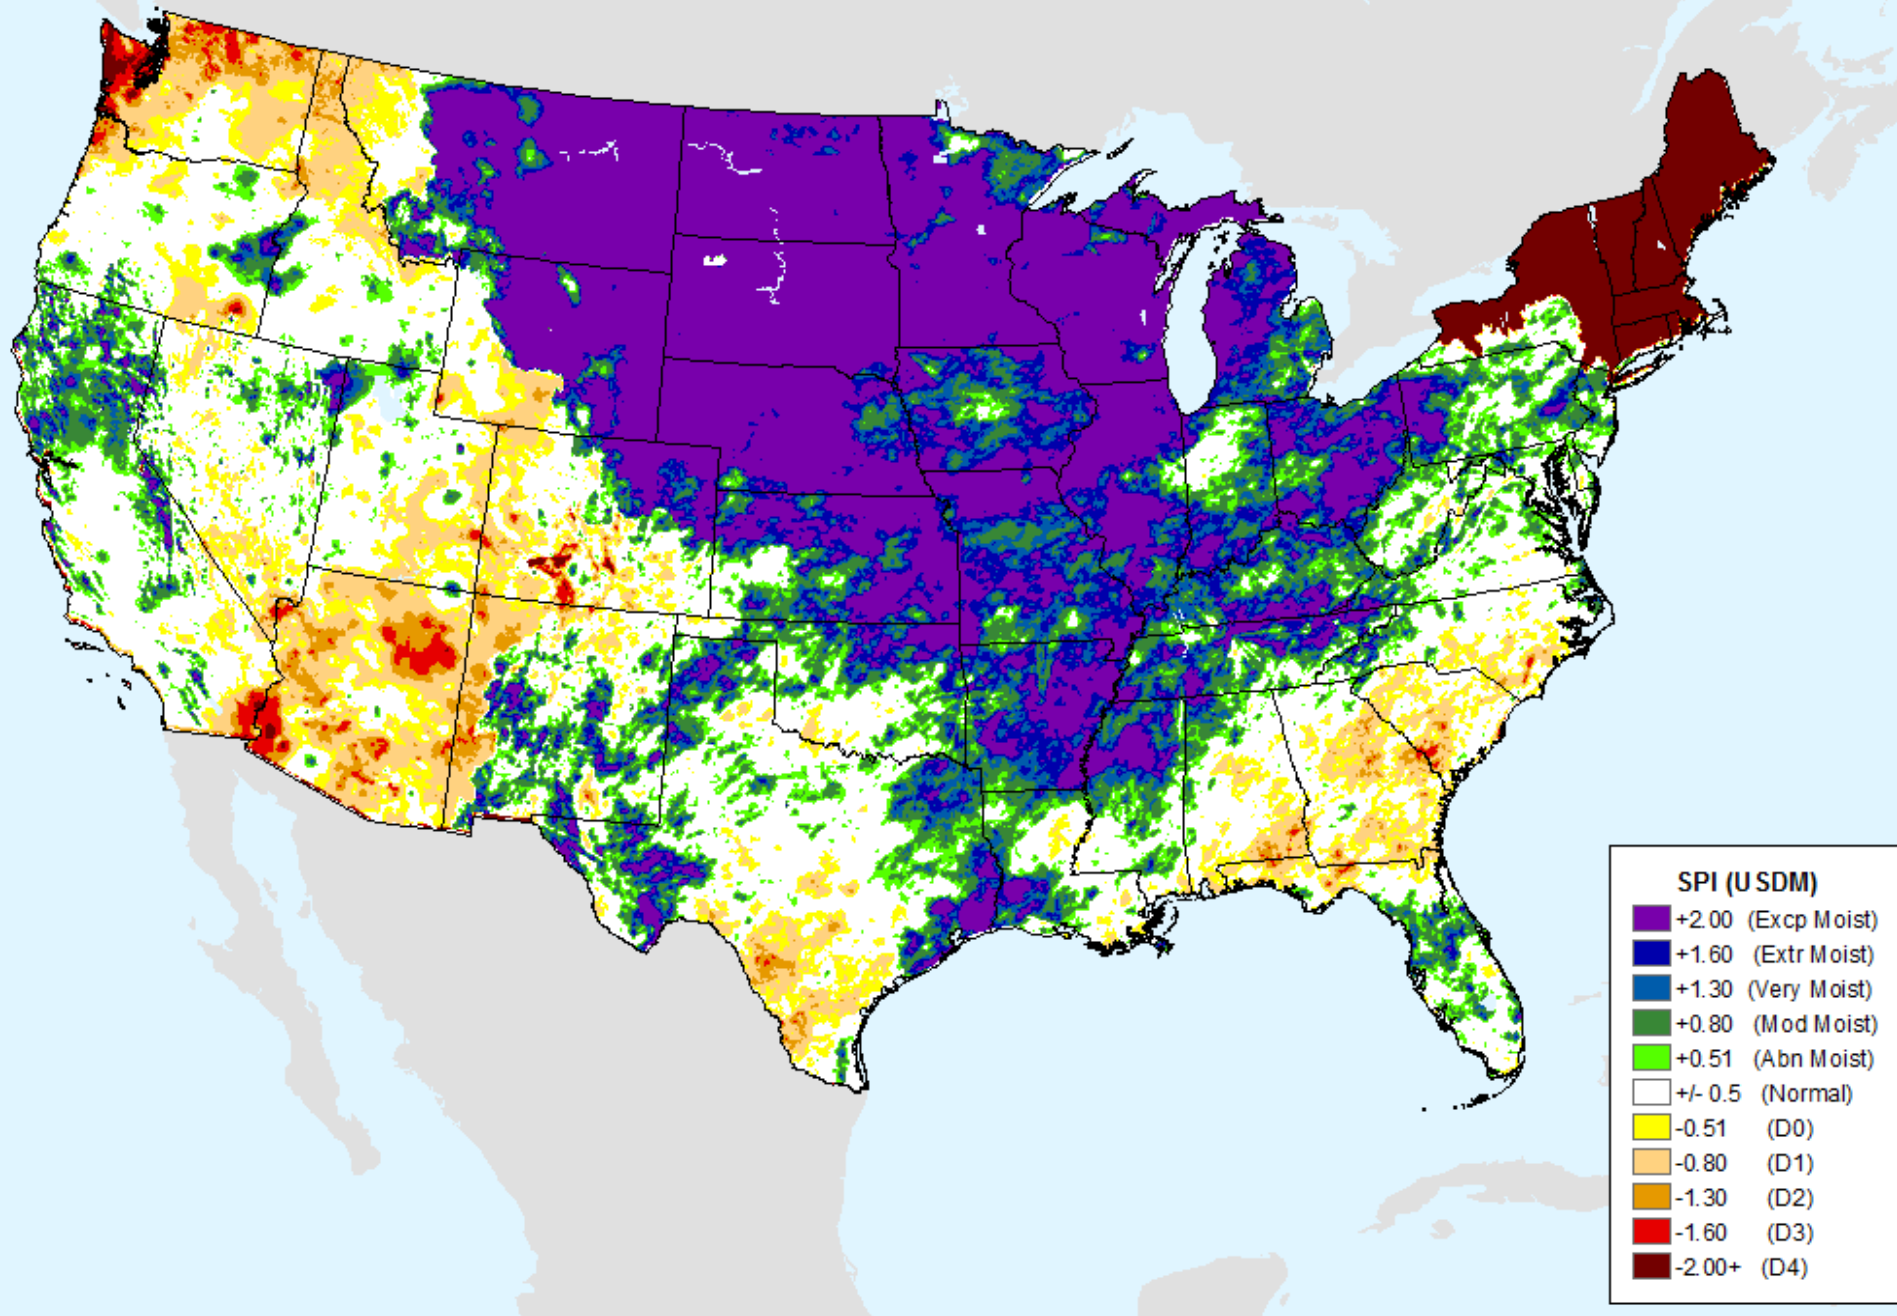 SPI (USDM)
+2.00 (Excp Moist)
+1.60 (Extr Moist)
+1.30 (Very Moist)
+0.80 (Mod Moist)
+0.51 (Abn Moist)
+/- 0.5 (Normal)
-0.51 (D0)
-0.80 (D1)
-1.30 (D2)
-1.60 (D3)
-2.00+ (D4)